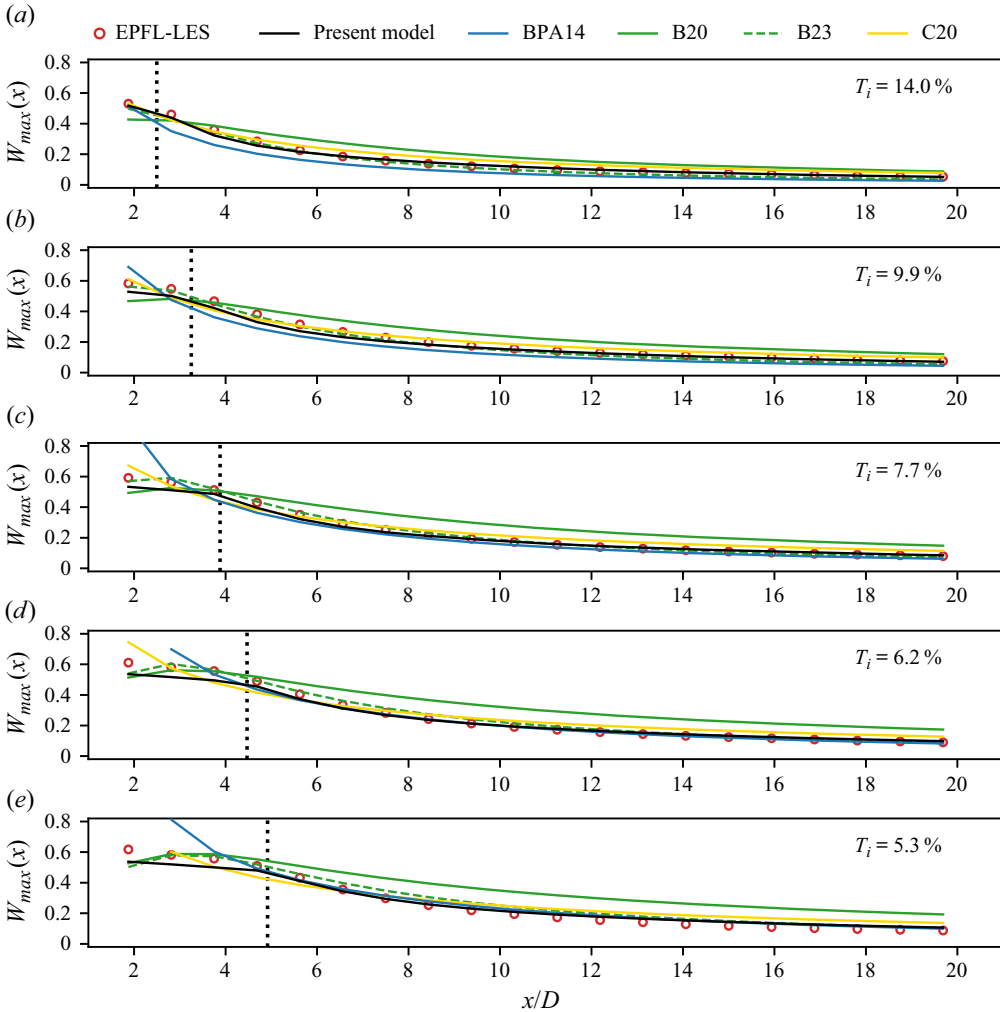 (a)
EPFL-LES Present model BPA14 B20 B23 C20
0.8
0.6
0.4
0.2
0
W_max(x)
T_i = 14.0 %
2 4 6 8 10 12 14 16 18 20
(b)
0.8
0.6
0.4
0.2
0
W_max(x)
T_i = 9.9 %
2 4 6 8 10 12 14 16 18 20
(c)
0.8
0.6
0.4
0.2
0
W_max(x)
T_i = 7.7 %
2 4 6 8 10 12 14 16 18 20
(d)
0.8
0.6
0.4
0.2
0
W_max(x)
T_i = 6.2 %
2 4 6 8 10 12 14 16 18 20
(e)
0.8
0.6
0.4
0.2
0
W_max(x)
T_i = 5.3 %
2 4 6 8 10 12 14 16 18 20
x/D